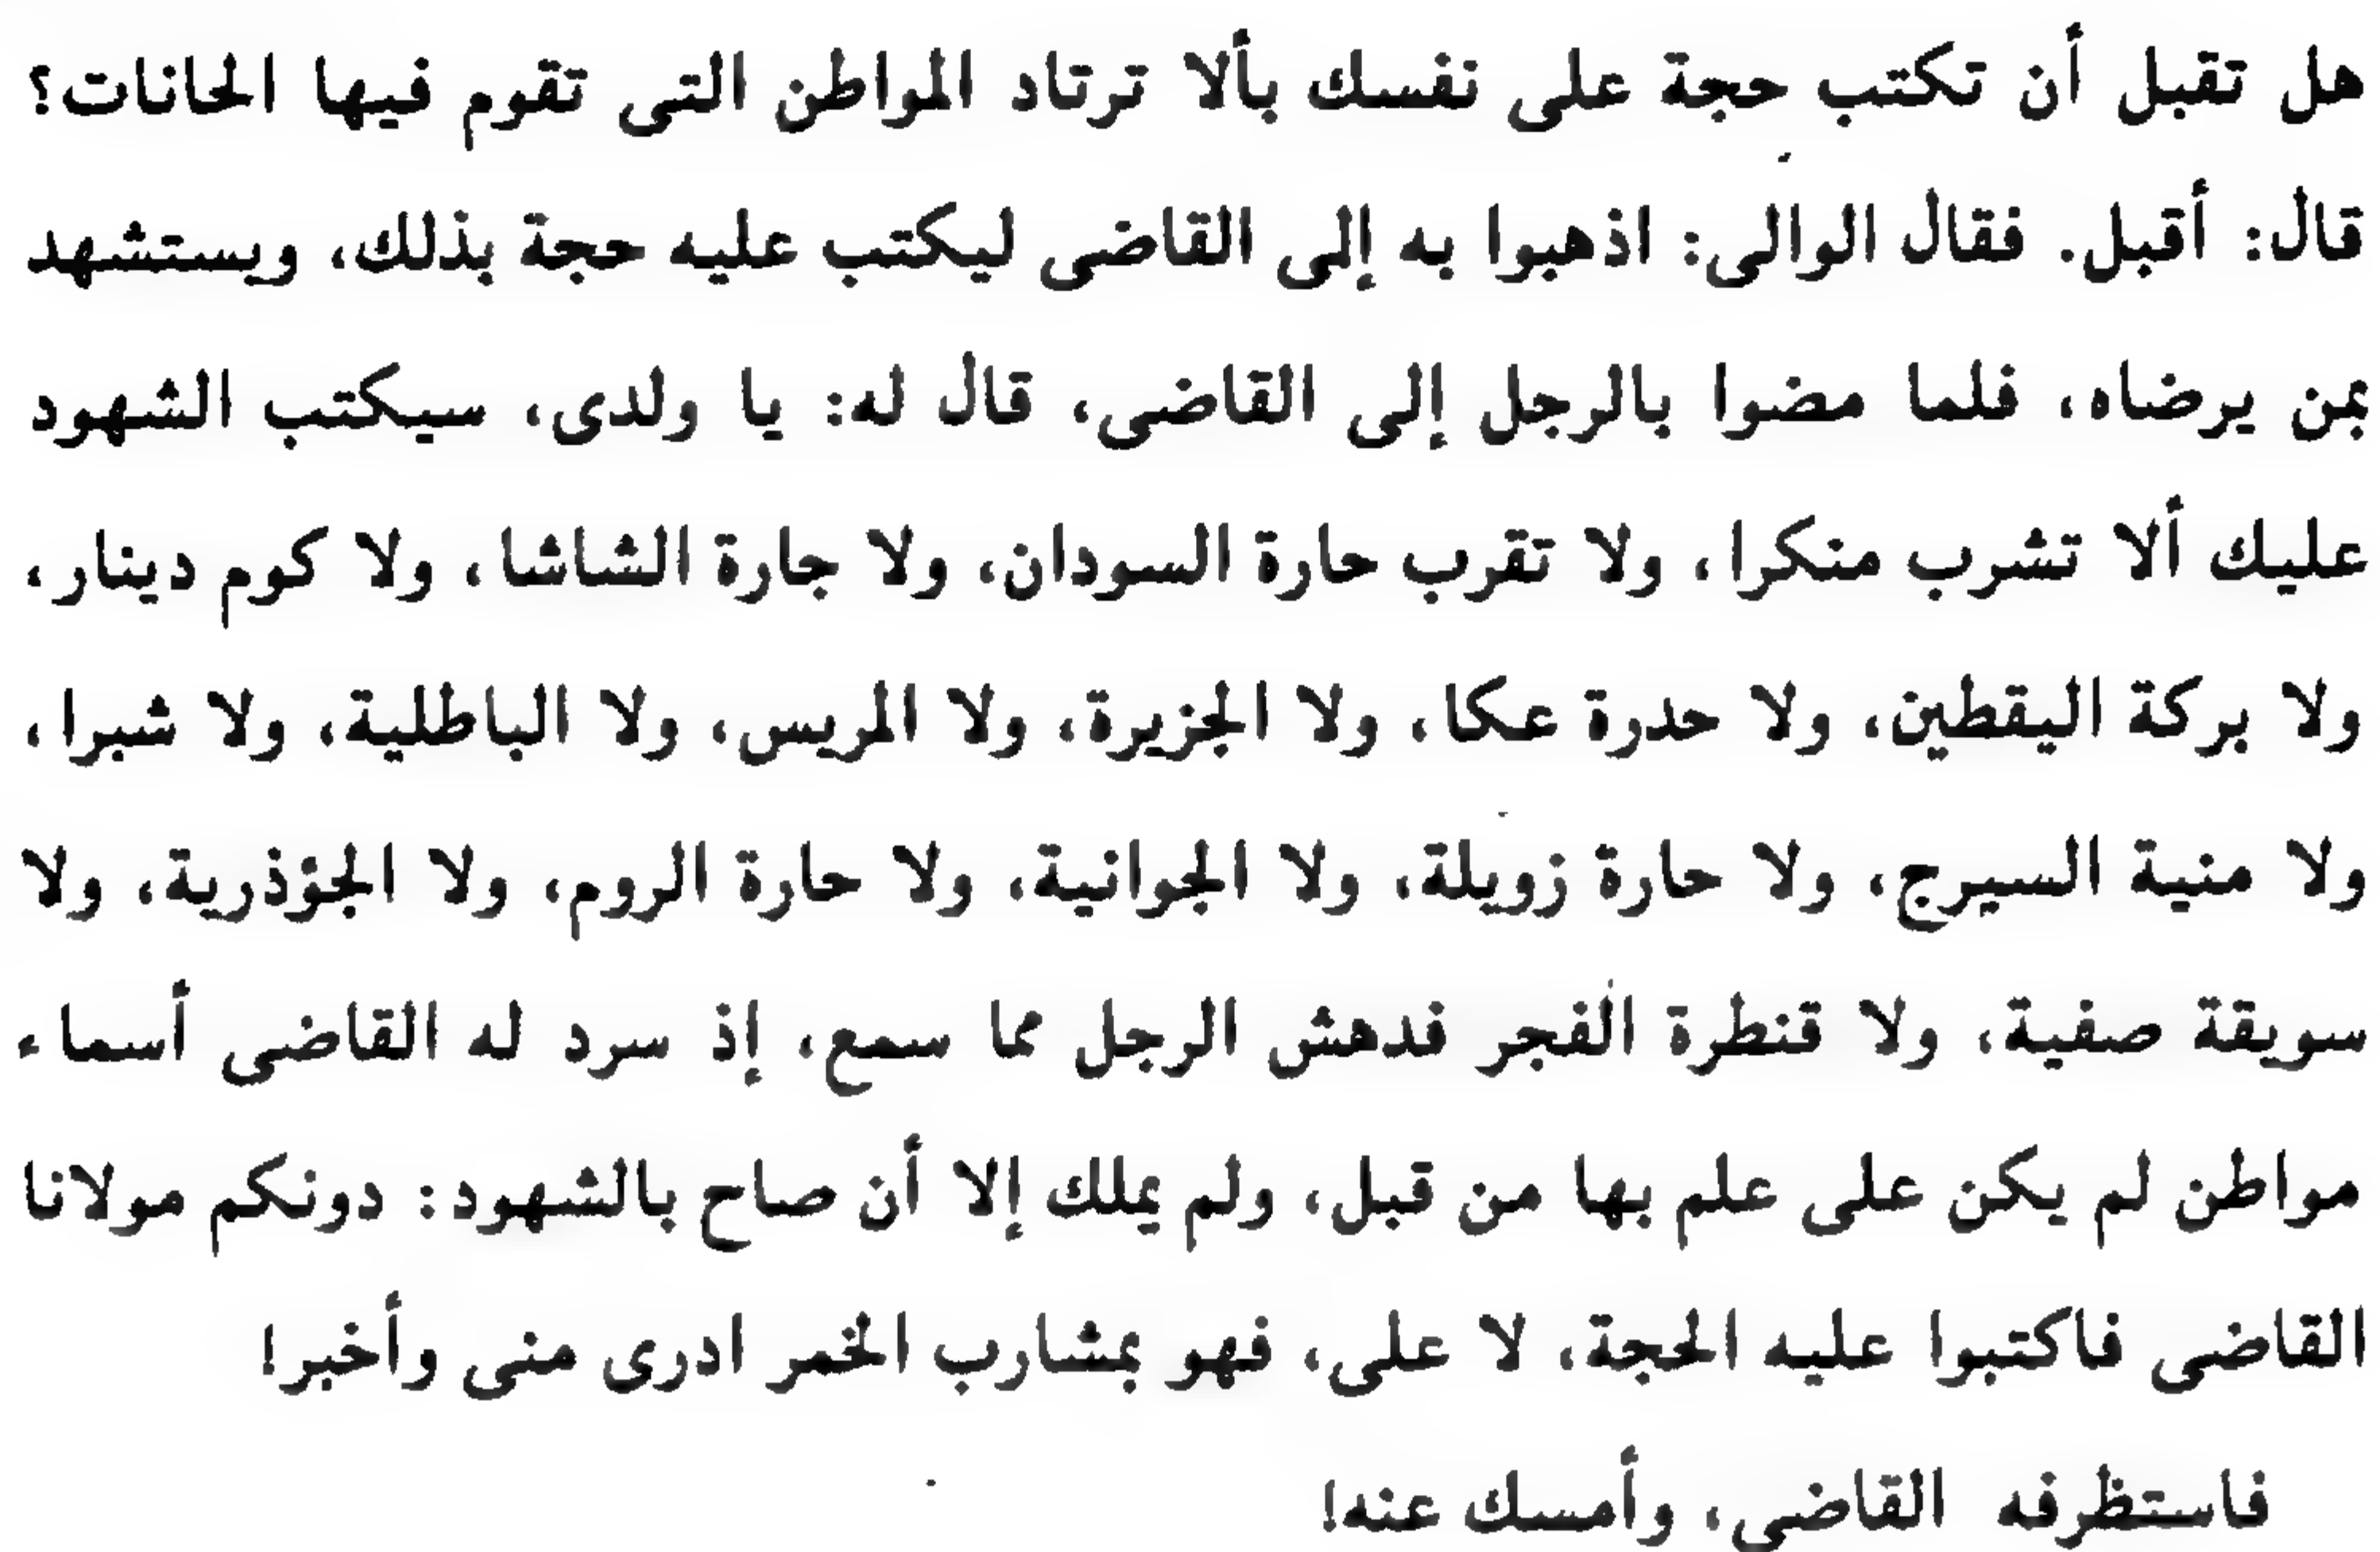 هل تقبل أن تكتب حجة على نفسك بألا ترتاد المواطن التى تقوم فيها الحانات؟
قال: أقبل. فقال الوالى: اذهبوا به إلى القاضى ليكتب عليه حجة بذلك، ويستشهد
بمن يرضاه، فلما مضوا بالرجل إلى القاضى، قال له: يا ولدى، سيكتب الشهود
عليك ألا تشرب منكرا، ولا تقرب حارة السودان، ولا جارة الشاشا، ولا كوم دينار،
ولا بركة اليقطين، ولا حدرة عكا، ولا الجزيرة، ولا المريس، ولا الباطلية، ولا شبرا،
ولا منية السيرج، ولا حارة زويلة، ولا الجوانية، ولا حارة الروم، ولا الجؤذرية، ولا
سويقة صفية، ولا قنطرة الفجر فدهش الرجل مما سمع، إذ سرد له القاضى أسماء
مواطن لم يكن على علم بها من قبل، ولم يملك إلا أن صاح بالشهود: دونكم مولانا
القاضى فاكتبوا عليه الحجة، لا على، فهو بمشارب الخمر ادرى منى وأخبر!
فاستظرفه القاضى، وأمسك عنه!